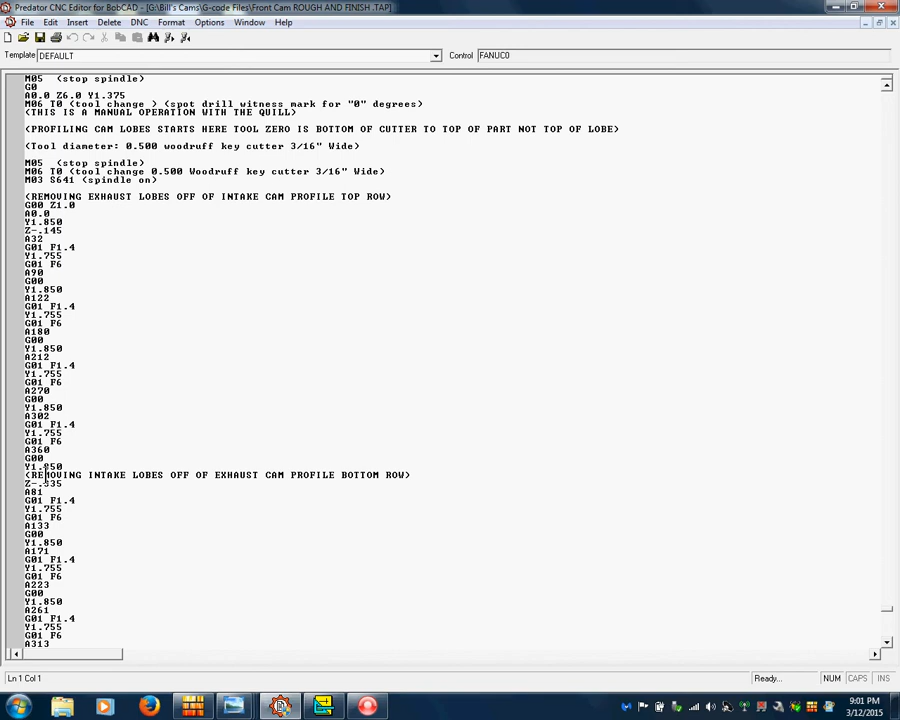 Predator CNC Editor for BobCAD - [G:\Bill's Cams\G-code Files\Front Cam ROUGH AND FINISH .TAP]
File Edit Insert Delete DNC Format Options Window Help
Template DEFAULT Control FANUC0
M05 (stop spindle)
G0
A0.0 Z6.0 Y1.375
M06 T0 (tool change ) (spot drill witness mark for "0" degrees)
(THIS IS A MANUAL OPERATION WITH THE QUILL)
(PROFILING CAM LOBES STARTS HERE TOOL ZERO IS BOTTOM OF CUTTER TO TOP OF PART NOT TOP OF LOBE)
(Tool diameter: 0.500 woodruff key cutter 3/16" Wide)
M05 (stop spindle)
M06 T0 (tool change 0.500 Woodruff key cutter 3/16" Wide)
M03 S641 (spindle on)
(REMOVING EXHAUST LOBES OFF OF INTAKE CAM PROFILE TOP ROW)
G00 Z1.0
A0.0
Y1.850
Z-.145
A32
G01 F1.4
Y1.755
G01 F6
A90
G00
Y1.850
A122
G01 F1.4
Y1.755
G01 F6
A180
G00
Y1.850
A212
G01 F1.4
Y1.755
G01 F6
A270
G00
Y1.850
A302
G01 F1.4
Y1.755
G01 F6
A360
G00
Y1.850
(REMOVING INTAKE LOBES OFF OF EXHAUST CAM PROFILE BOTTOM ROW)
Z-.335
A81
G01 F1.4
Y1.755
G01 F6
A133
G00
Y1.850
A171
G01 F1.4
Y1.755
G01 F6
A223
G00
Y1.850
A261
G01 F1.4
Y1.755
G01 F6
A313
Ln 1 Col 1 Ready... NUM CAPS INS
9:01 PM
3/12/2015